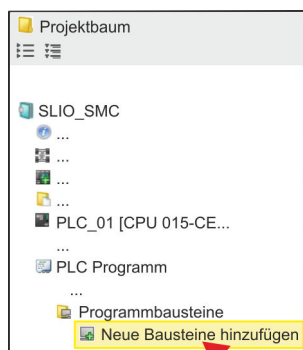 Projektbaum
SLIO_SMC
...
...
...
...
PLC_01 [CPU 015-CE...
...
PLC Programm
...
Programmbausteine
Neue Bausteine hinzufügen